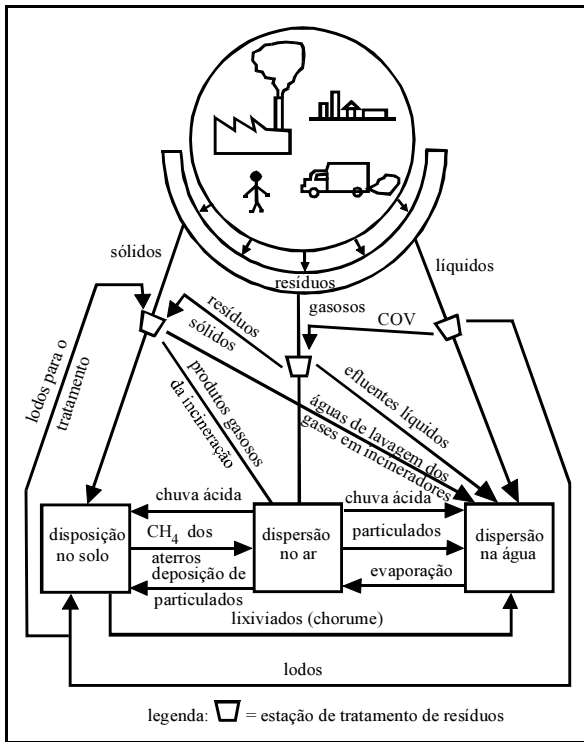 resíduos
sólidos
líquidos
gasosos
COV
resíduos
sólidos
lodos para o
tratamento
produtos gasosos
da incineração
efluentes líquidos
águas de lavagem dos
gases em incineradores
chuva ácida
chuva ácida
disposição
no solo
CH4 dos
aterros
dispersão
no ar
particulados
dispersão
na água
deposição de
particulados
evaporação
lixiviados (chorume)
lodos
legenda: = estação de tratamento de resíduos